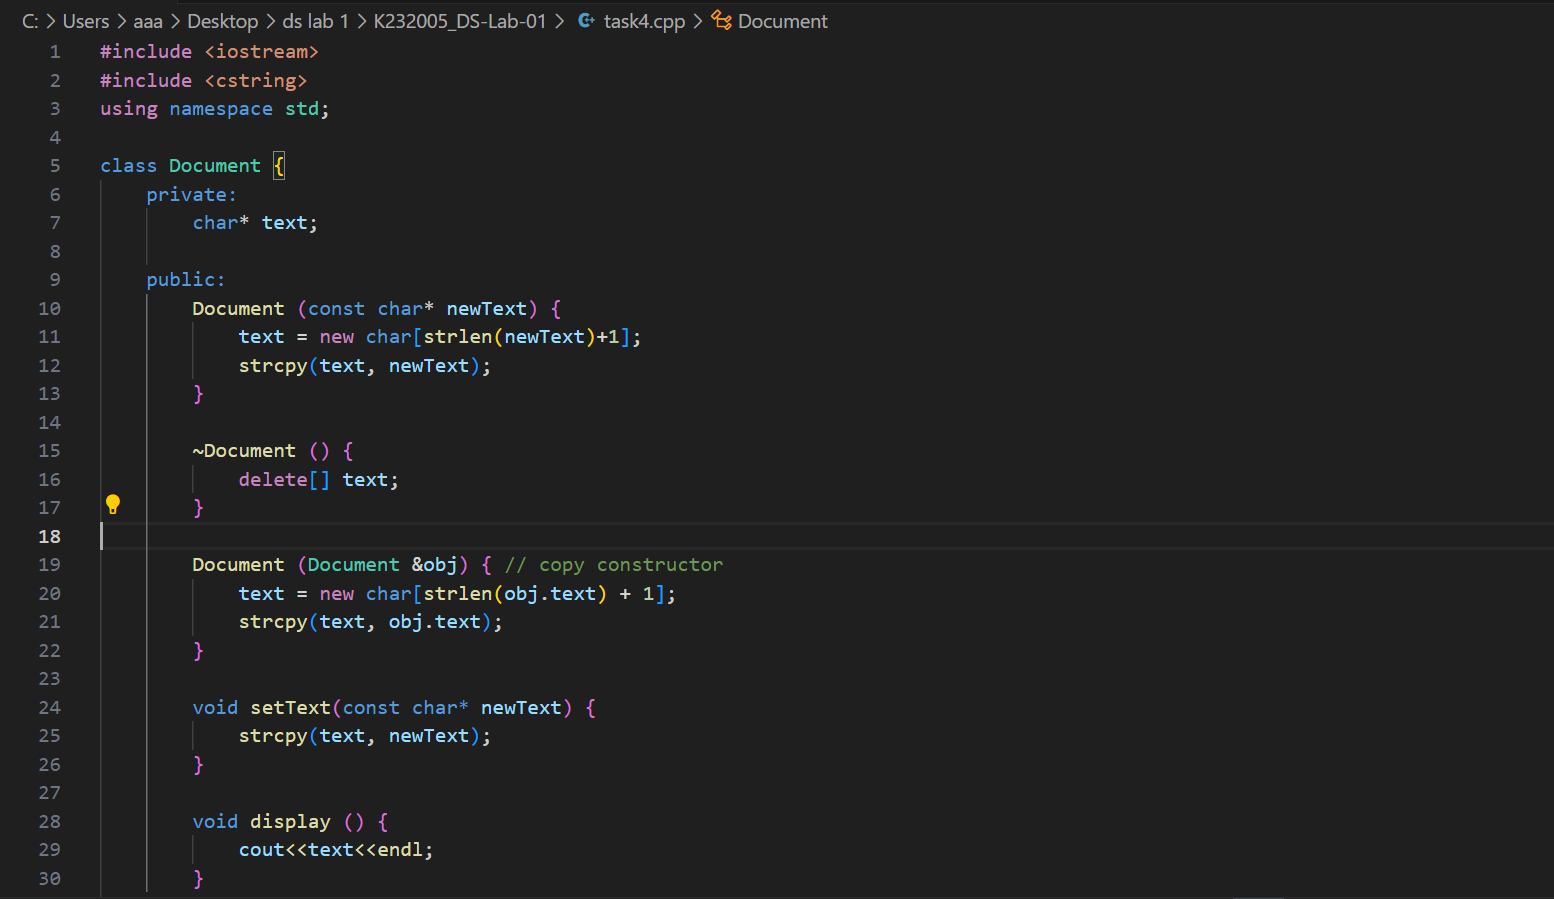 C: > Users > aaa > Desktop > ds lab 1 > K232005_DS-Lab-01 > task4.cpp > Document
1 #include <iostream>
2 #include <cstring>
3 using namespace std;
4
5 class Document {
6     private:
7         char* text;
8
9     public:
10         Document (const char* newText) {
11             text = new char[strlen(newText)+1];
12             strcpy(text, newText);
13         }
14
15         ~Document () {
16             delete[] text;
17         }
18
19         Document (Document &obj) { // copy constructor
20             text = new char[strlen(obj.text) + 1];
21             strcpy(text, obj.text);
22         }
23
24         void setText(const char* newText) {
25             strcpy(text, newText);
26         }
27
28         void display () {
29             cout<<text<<endl;
30         }